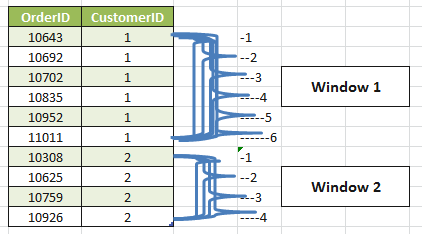 OrderID CustomerID
10643 1 -1
10692 1 --2
10702 1 ---3
10835 1 ----4
10952 1 -----5
11011 1 ------6
10308 2 -1
10625 2 --2
10759 2 ---3
10926 2 ----4
Window 1
Window 2